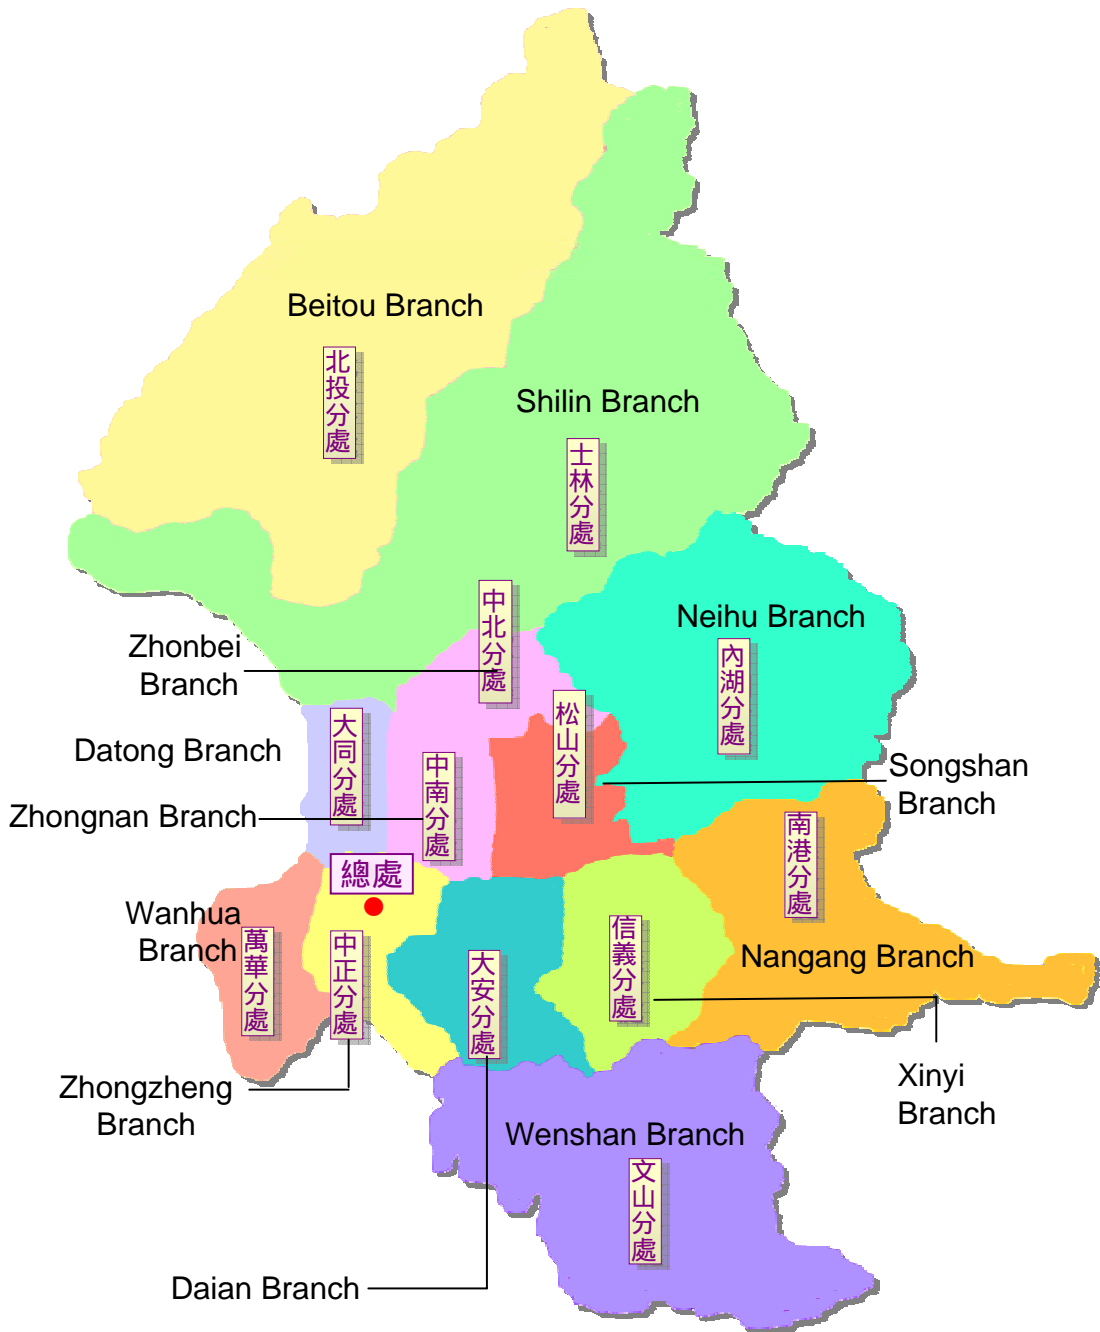 Beitou Branch
北投分處
Shilin Branch
士林分處
中北分處
Neihu Branch
內湖分處
Zhonbei
Branch
松山分處
大同分處
Datong Branch
中南分處
Songshan
Branch
Zhongnan Branch
南港分處
總處
Wanhua
Branch
萬華分處
中正分處
大安分處
信義分處
Nangang Branch
Zhongzheng
Branch
Xinyi
Branch
Wenshan Branch
文山分處
Daian Branch